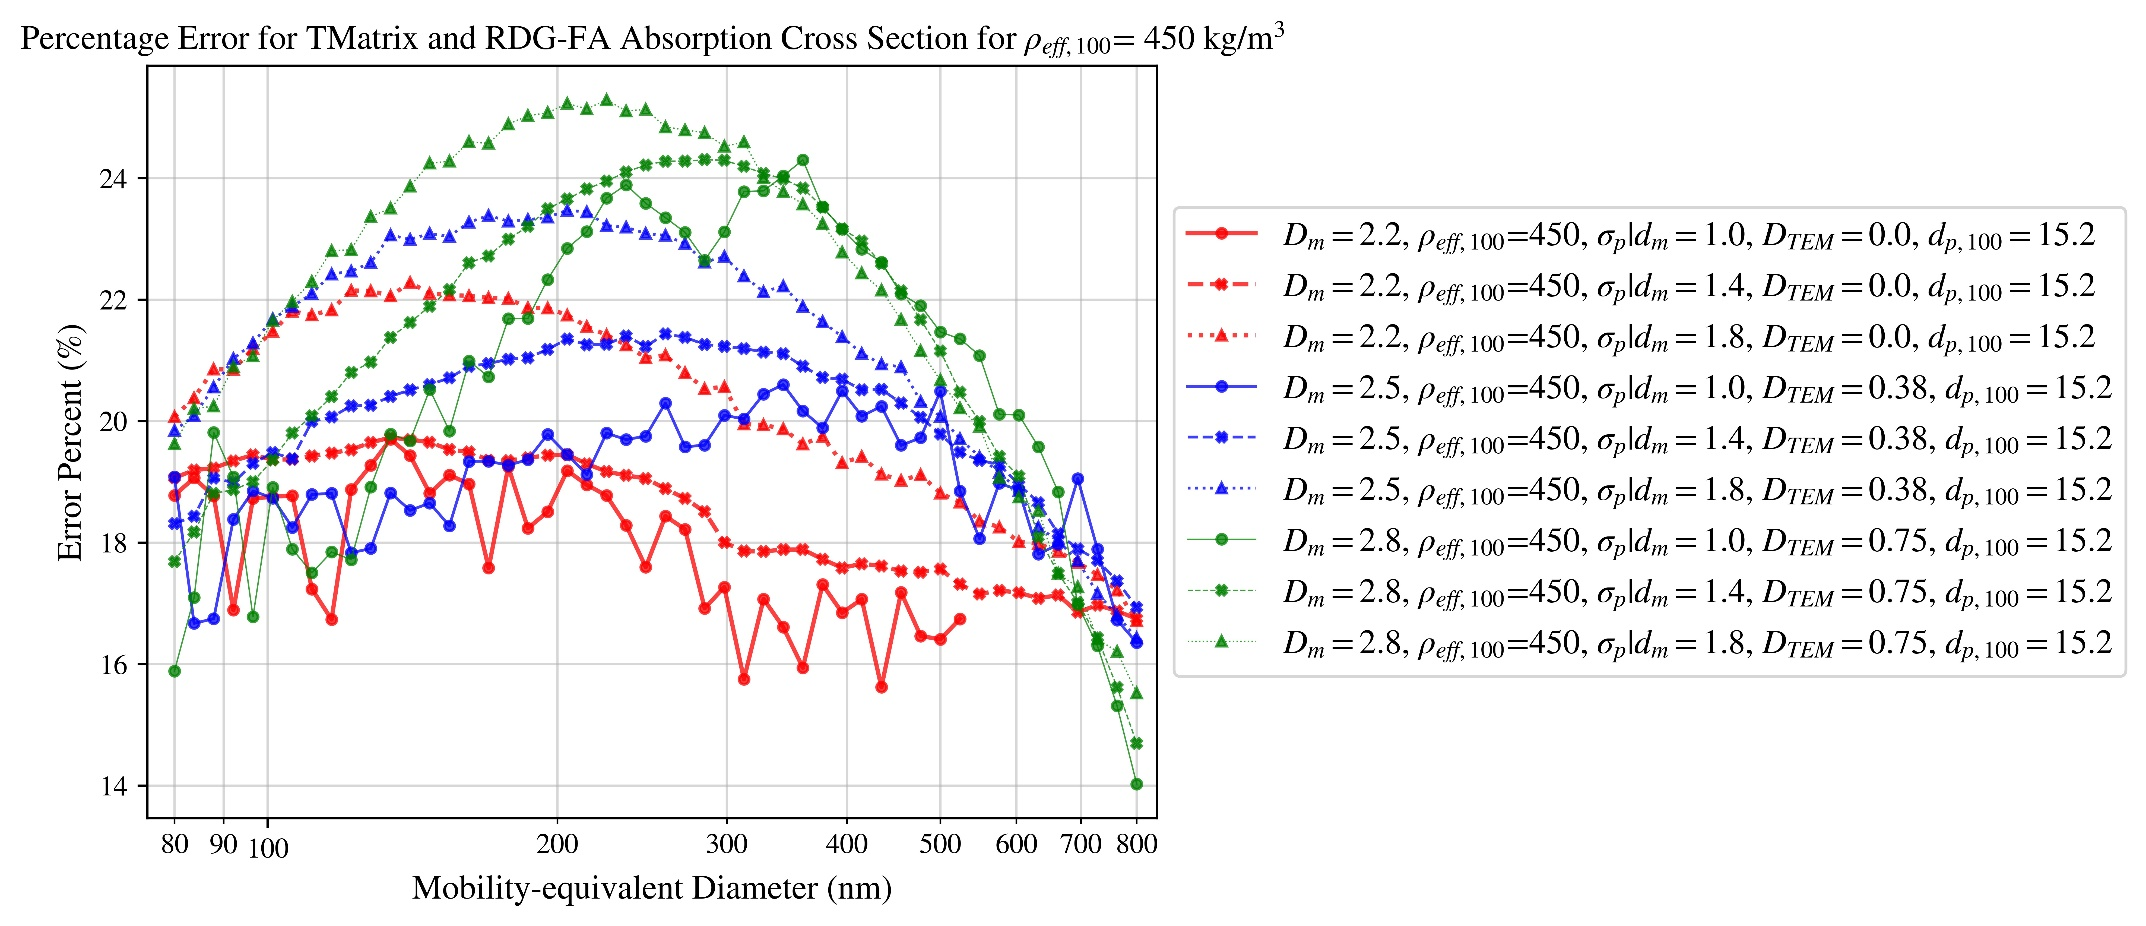 Percentage Error for TMatrix and RDG-FA Absorption Cross Section for ρeff,100= 450 kg/m³
Error Percent (%)
24
22
20
18
16
14
80 90 100 200 300 400 500 600 700 800
Mobility-equivalent Diameter (nm)
Dm = 2.2, ρeff,100=450, σp|dm = 1.0, DTEM = 0.0, dp,100 = 15.2
Dm = 2.2, ρeff,100=450, σp|dm = 1.4, DTEM = 0.0, dp,100 = 15.2
Dm = 2.2, ρeff,100=450, σp|dm = 1.8, DTEM = 0.0, dp,100 = 15.2
Dm = 2.5, ρeff,100=450, σp|dm = 1.0, DTEM = 0.38, dp,100 = 15.2
Dm = 2.5, ρeff,100=450, σp|dm = 1.4, DTEM = 0.38, dp,100 = 15.2
Dm = 2.5, ρeff,100=450, σp|dm = 1.8, DTEM = 0.38, dp,100 = 15.2
Dm = 2.8, ρeff,100=450, σp|dm = 1.0, DTEM = 0.75, dp,100 = 15.2
Dm = 2.8, ρeff,100=450, σp|dm = 1.4, DTEM = 0.75, dp,100 = 15.2
Dm = 2.8, ρeff,100=450, σp|dm = 1.8, DTEM = 0.75, dp,100 = 15.2